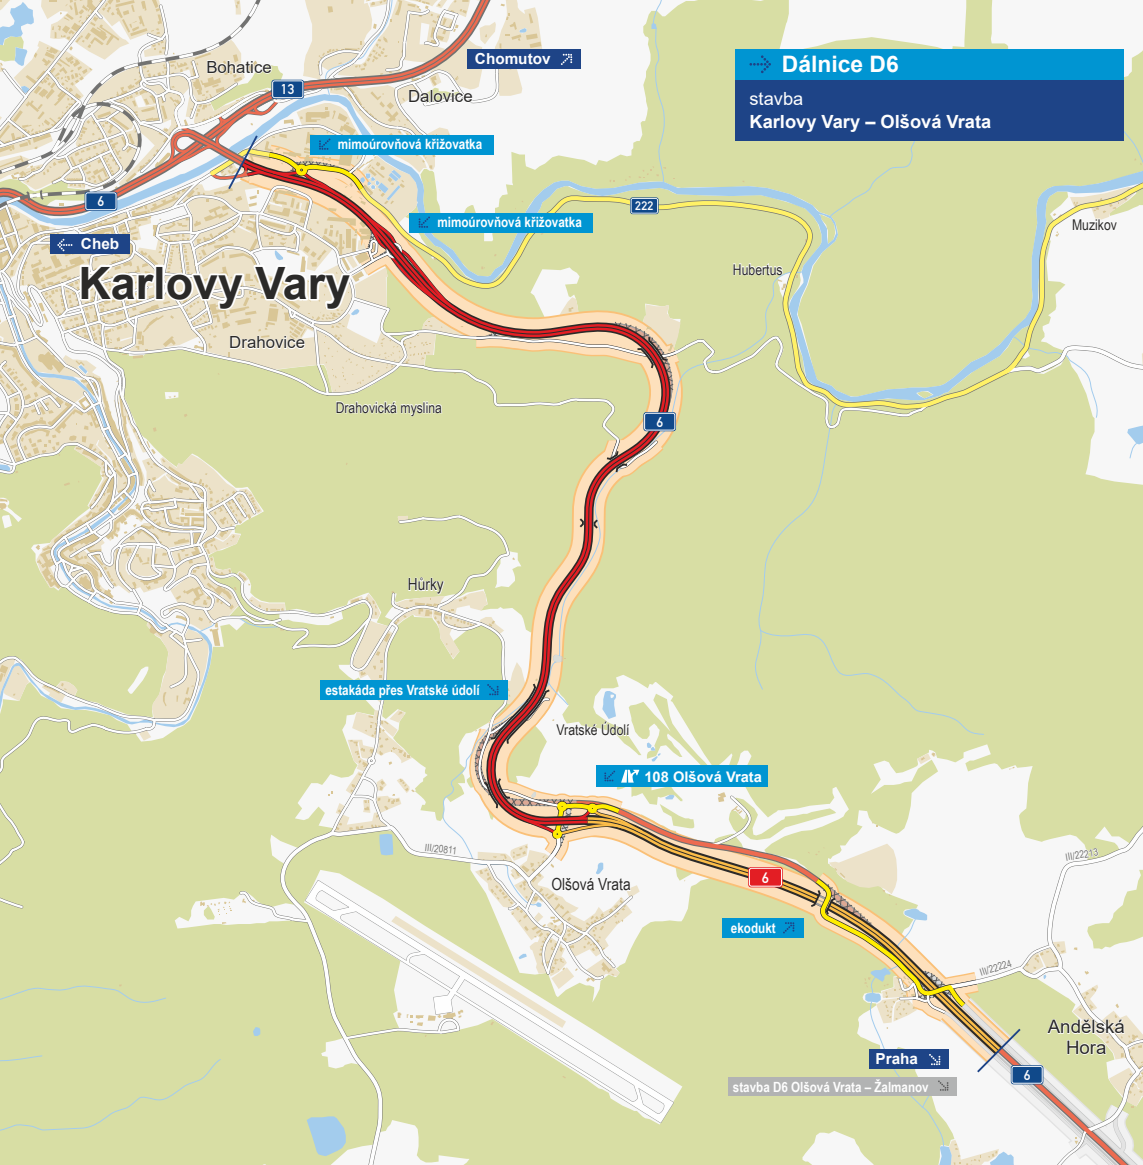 Bohatice
Chomutov
13
Dalovice
Dálnice D6
stavba
Karlovy Vary – Olšová Vrata
mimoúrovňová křižovatka
6
222
mimoúrovňová křižovatka
Muzikov
Cheb
Hubertus
Karlovy Vary
Drahovice
Drahovická myslina
6
Hůrky
estakáda přes Vratské údolí
Vratské Údolí
108 Olšová Vrata
III/20811
III/22213
Olšová Vrata
6
ekodukt
III/22224
Andělská
Hora
Praha
6
stavba D6 Olšová Vrata – Žalmanov